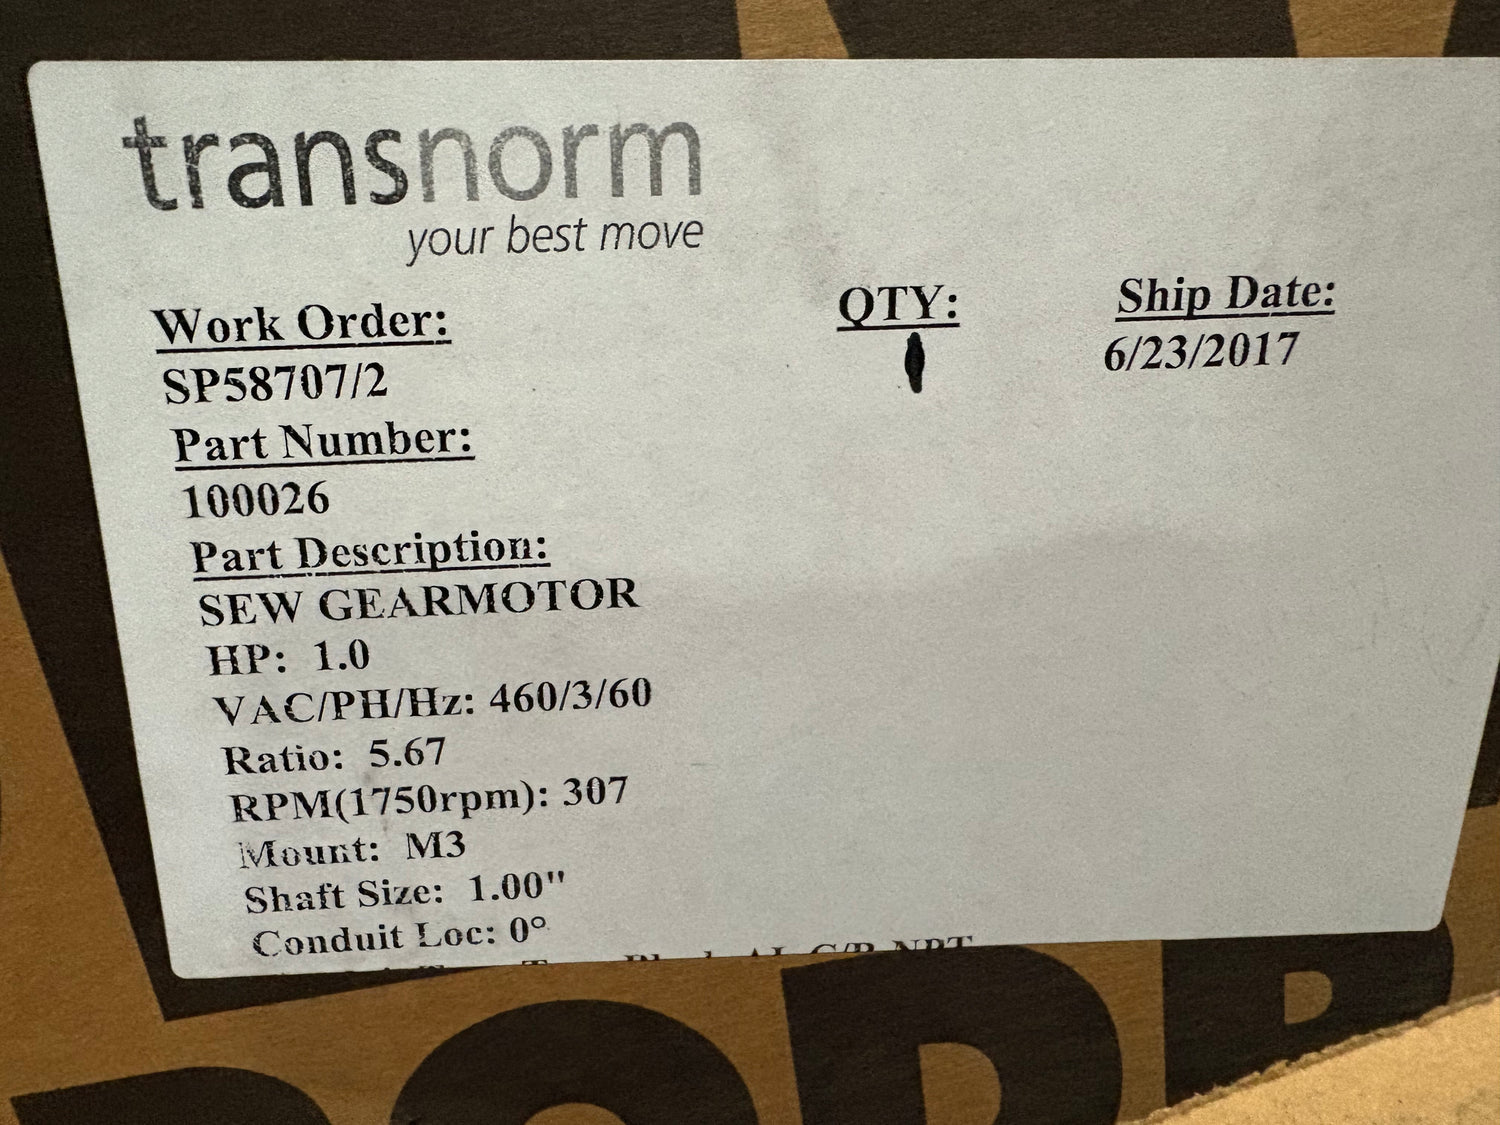 transnorm
your best move
Work Order:
SP58707/2
QTY:
Ship Date:
6/23/2017
Part Number:
100026
Part Description:
SEW GEARMOTOR
HP: 1.0
VAC/PH/Hz: 460/3/60
Ratio: 5.67
RPM(1750rpm): 307
Mount: M3
Shaft Size: 1.00"
Conduit Loc: 0°